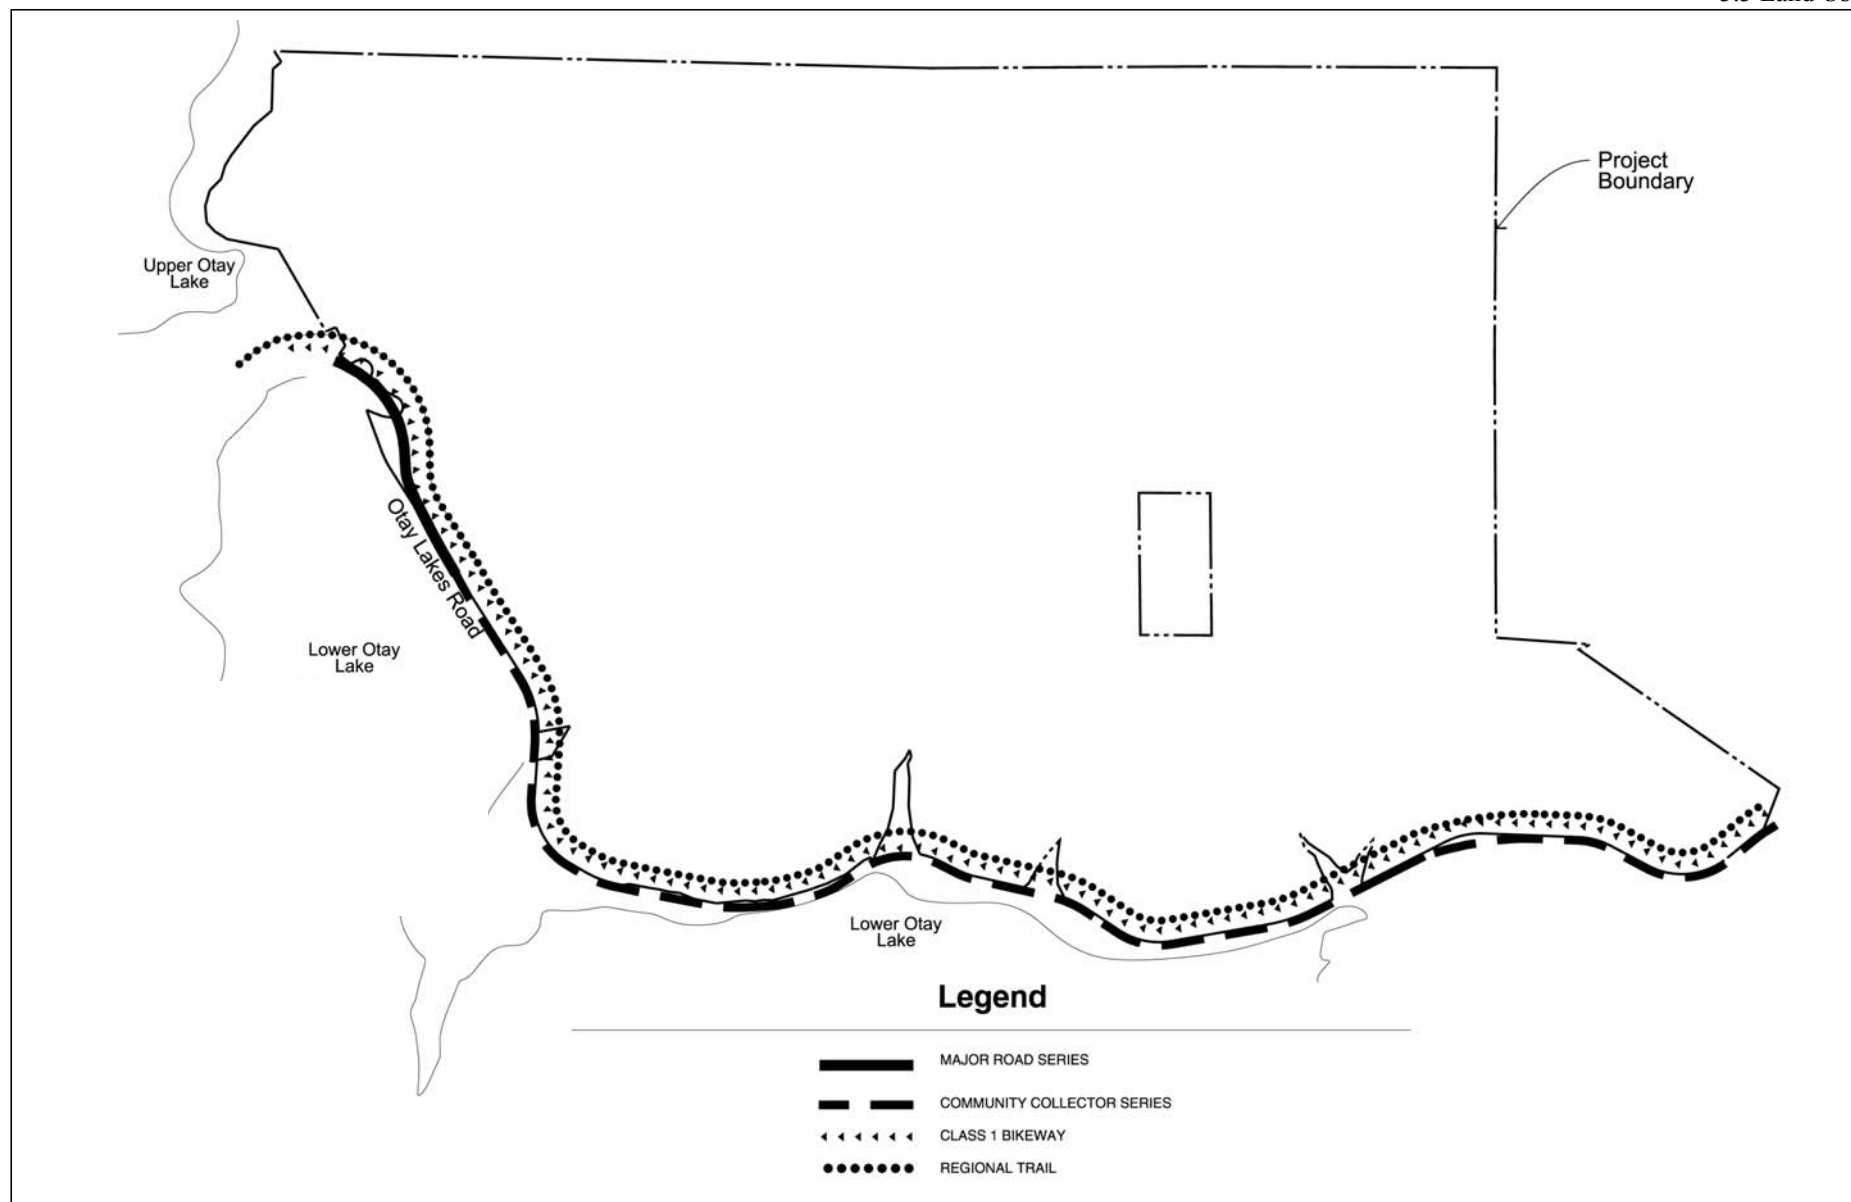 Project
Boundary
Upper Otay
Lake
Otay Lakes Road
Lower Otay
Lake
Lower Otay
Lake
Legend
MAJOR ROAD SERIES
COMMUNITY COLLECTOR SERIES
CLASS 1 BIKEWAY
REGIONAL TRAIL